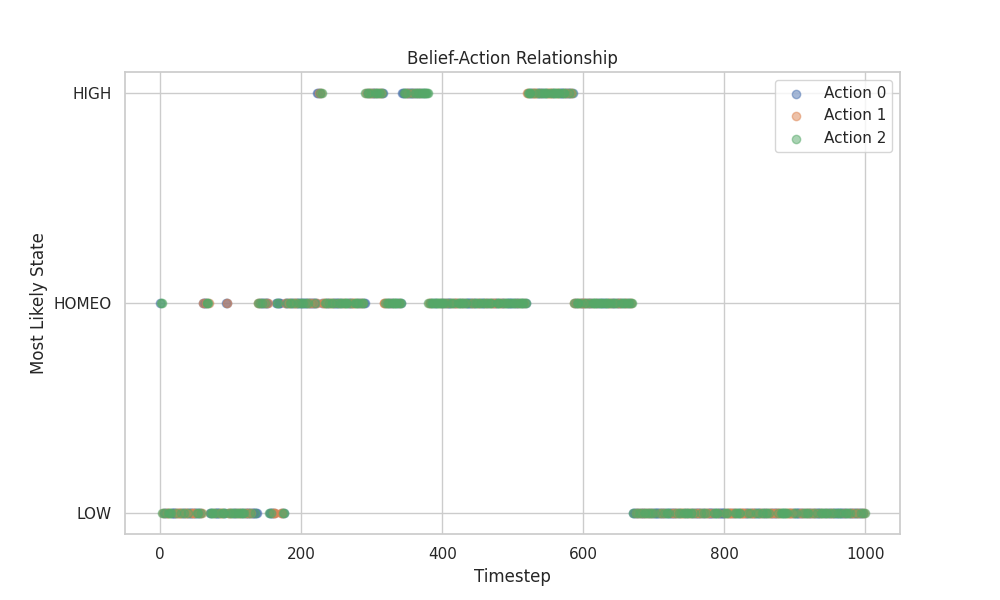 Belief-Action Relationship
HIGH
HOMEO
LOW
Most Likely State
Action 0
Action 1
Action 2
0
200
400
600
800
1000
Timestep